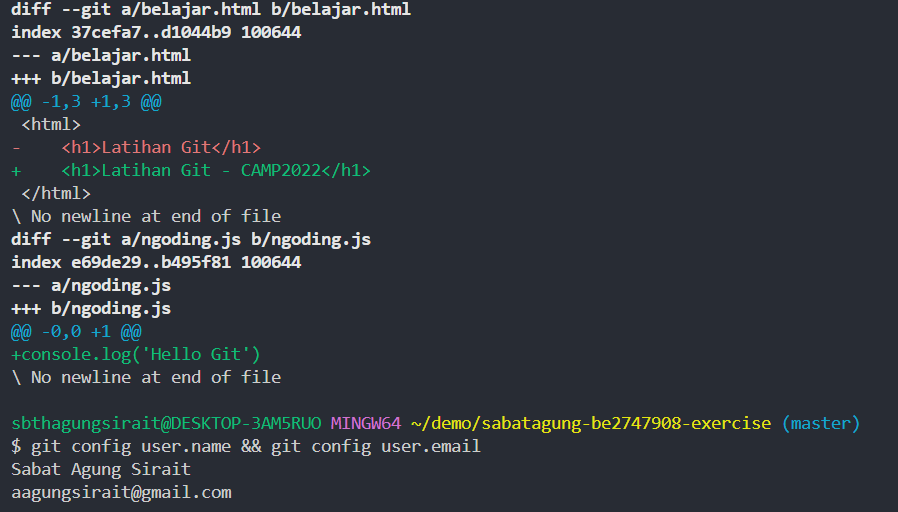 diff --git a/belajar.html b/belajar.html
index 37cefa7..d1044b9 100644
--- a/belajar.html
+++ b/belajar.html
@@ -1,3 +1,3 @@
 <html>
-    <h1>Latihan Git</h1>
+    <h1>Latihan Git - CAMP2022</h1>
 </html>
\ No newline at end of file
diff --git a/ngoding.js b/ngoding.js
index e69de29..b495f81 100644
--- a/ngoding.js
+++ b/ngoding.js
@@ -0,0 +1 @@
+console.log('Hello Git')
\ No newline at end of file

sbthagungsirait@DESKTOP-3AM5RUO MINGW64 ~/demo/sabatagung-be2747908-exercise (master)
$ git config user.name && git config user.email
Sabat Agung Sirait
aagungsirait@gmail.com